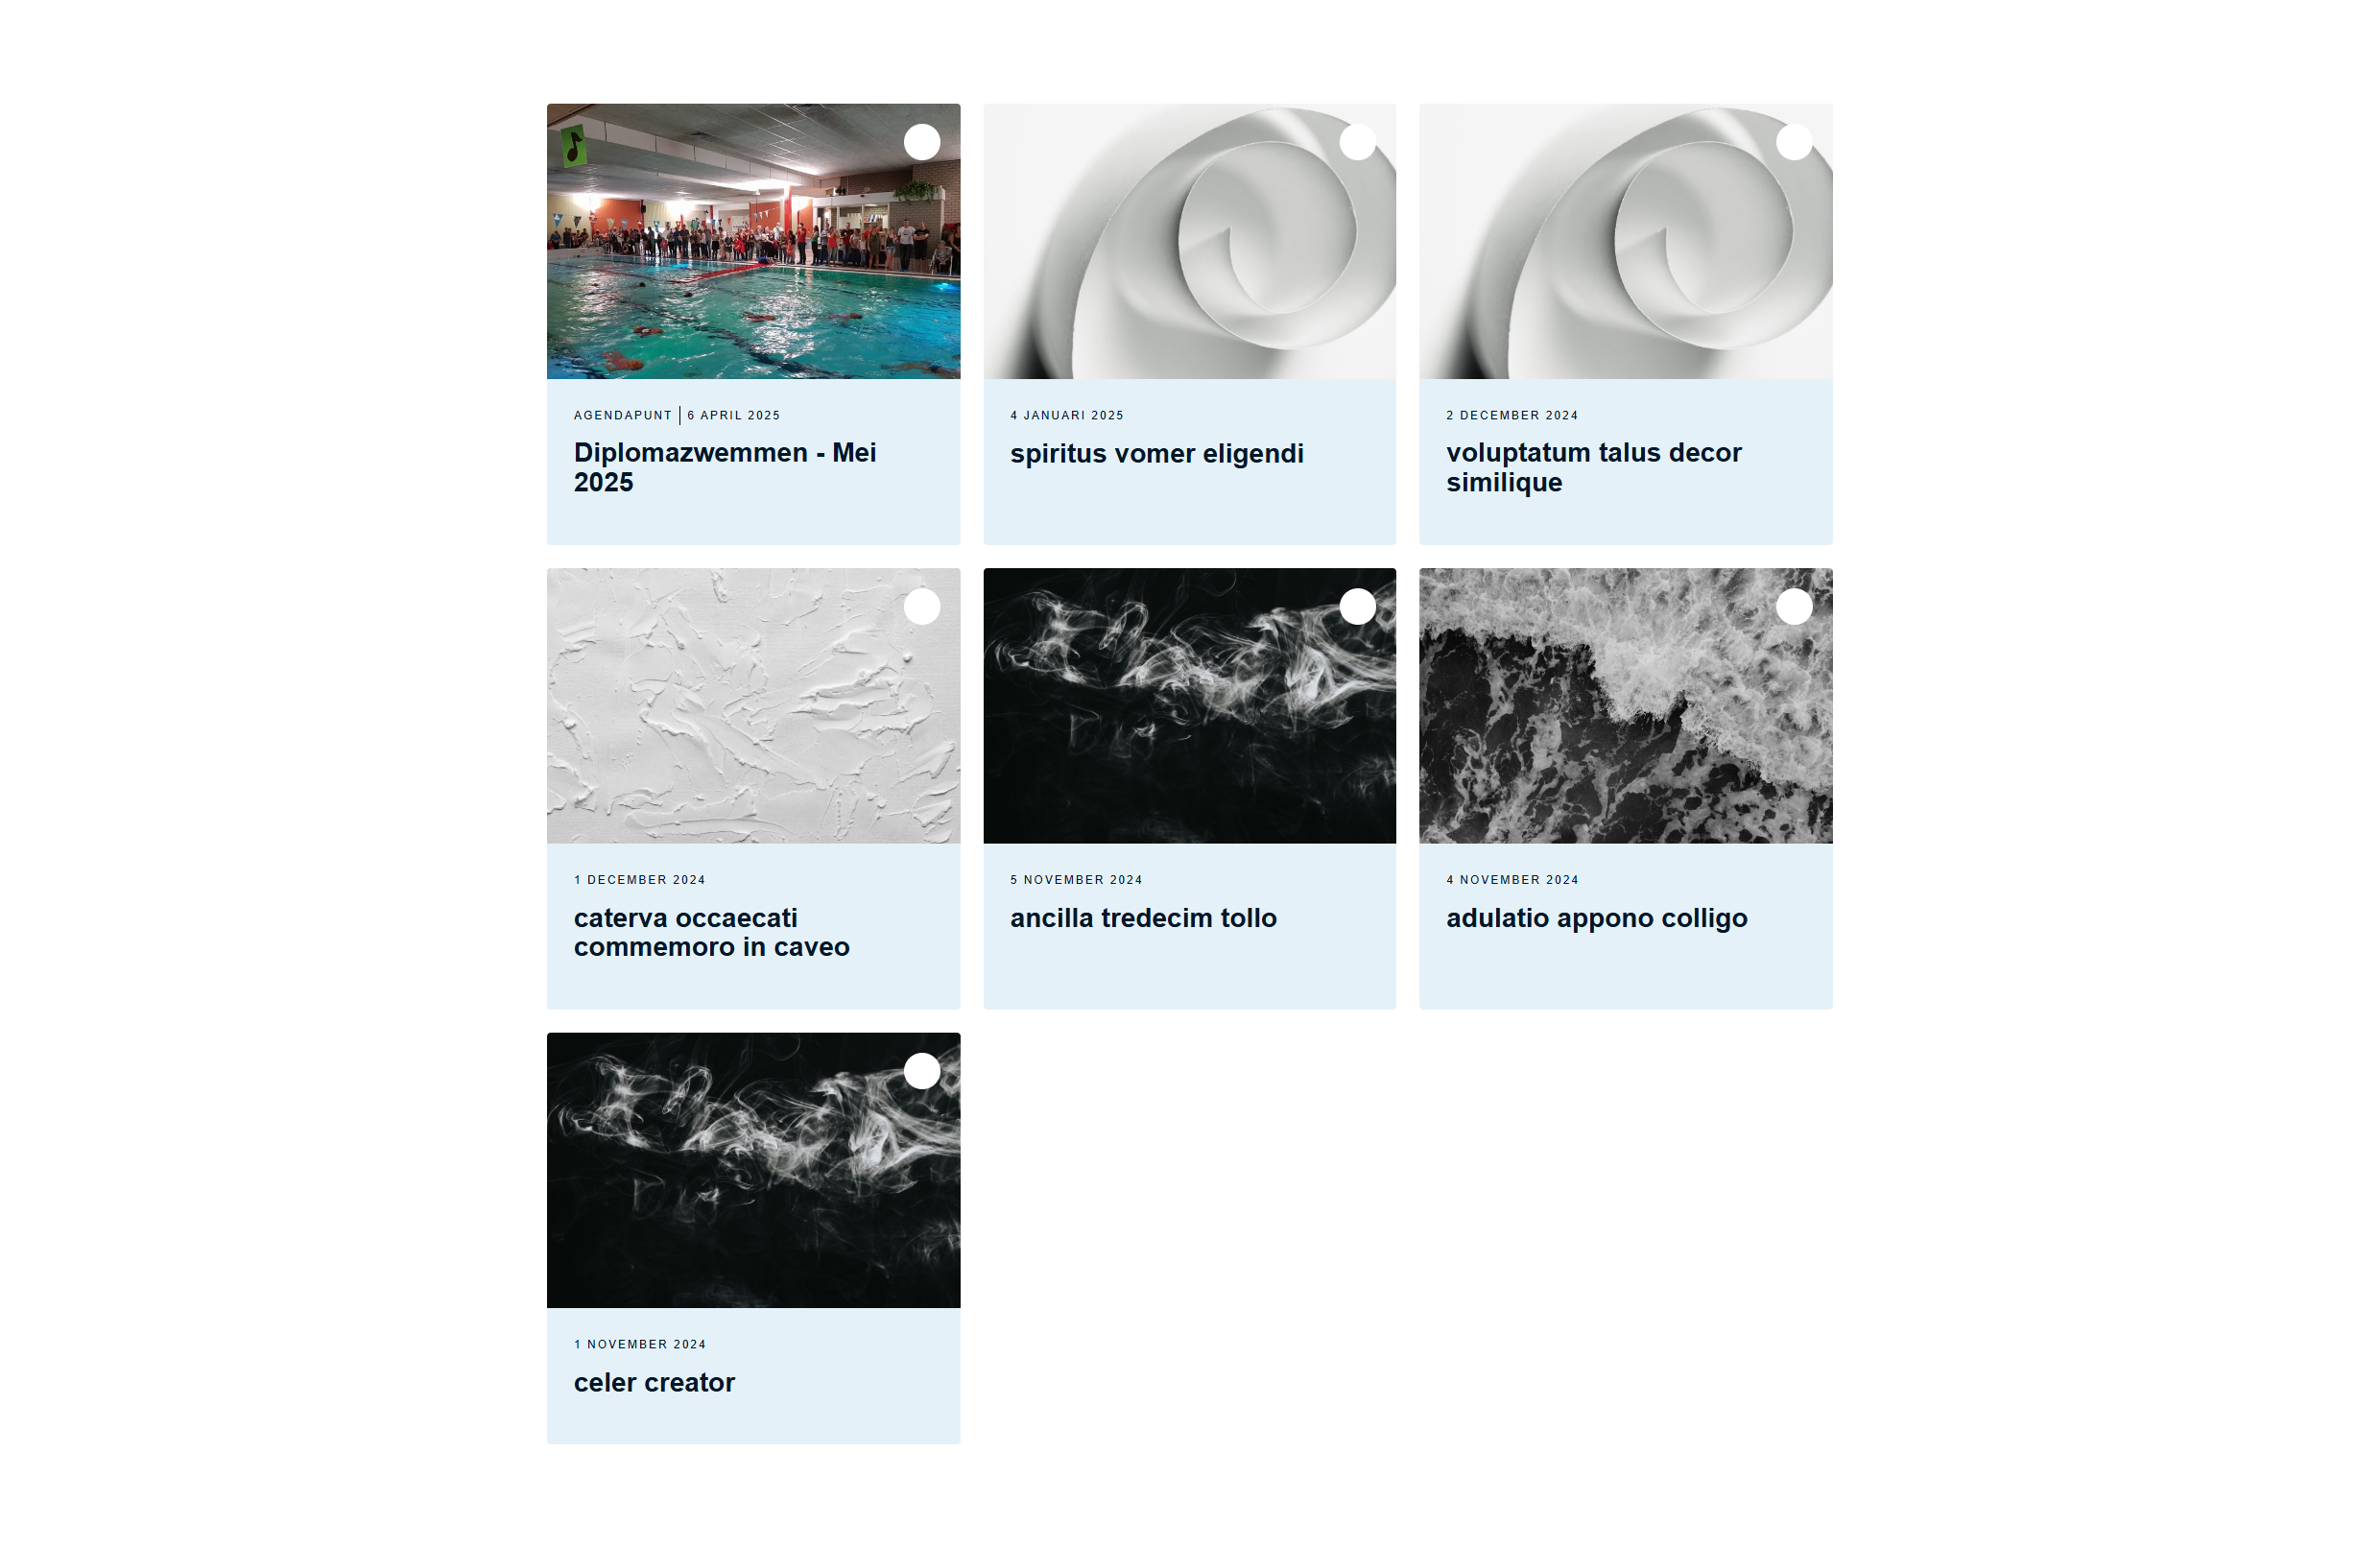 AGENDAPUNT | 6 APRIL 2025
Diplomazwemmen - Mei
2025
4 JANUARI 2025
spiritus vomer eligendi
2 DECEMBER 2024
voluptatum talus decor
similique
1 DECEMBER 2024
caterva occaecati
commemoro in caveo
5 NOVEMBER 2024
ancilla tredecim tollo
4 NOVEMBER 2024
adulatio appono colligo
1 NOVEMBER 2024
celer creator